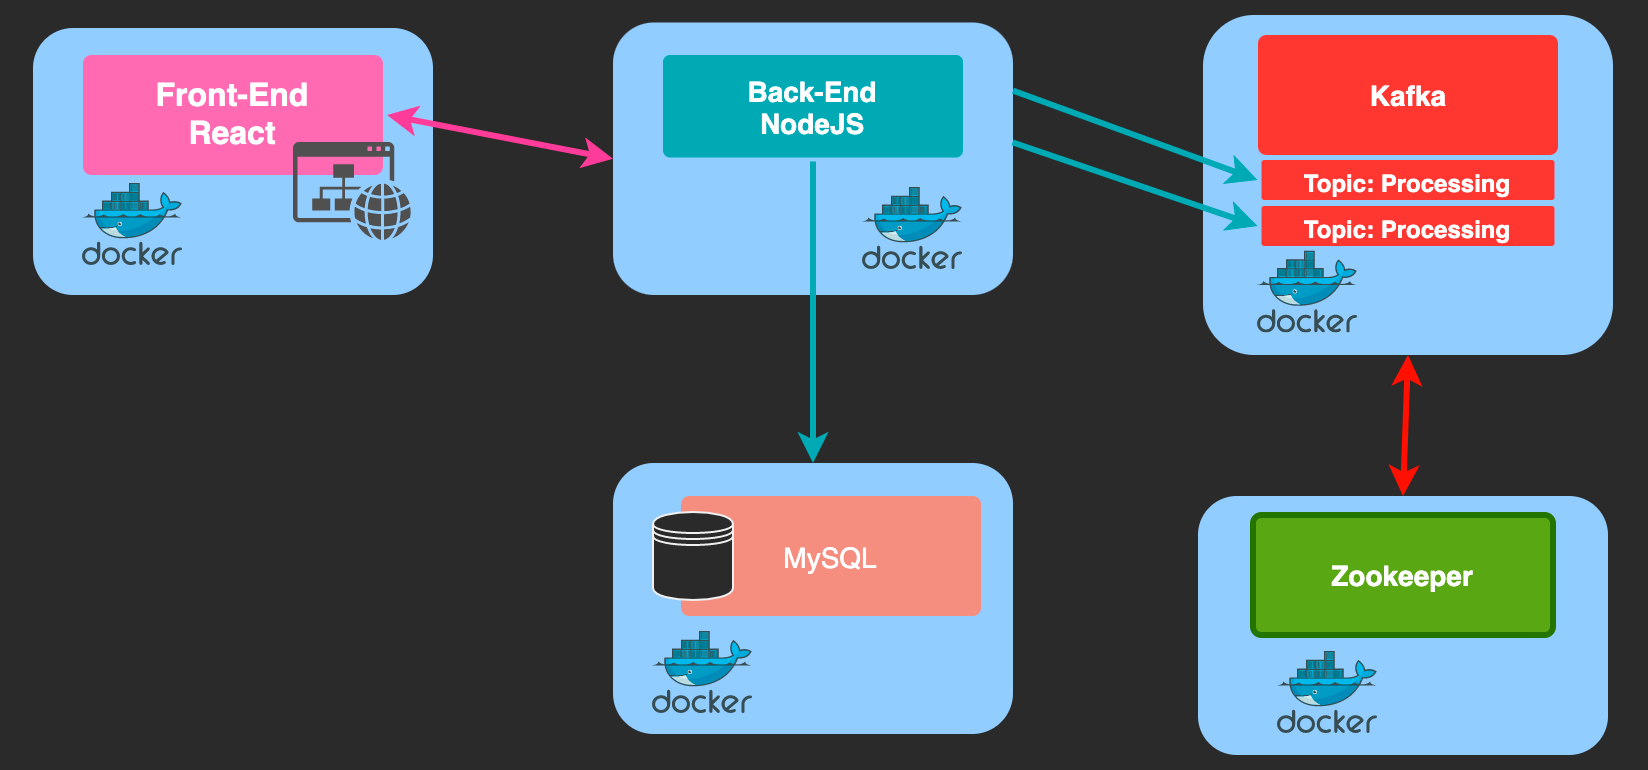 Front-End
React
docker
Back-End
NodeJS
docker
Kafka
Topic: Processing
Topic: Processing
docker
MySQL
docker
Zookeeper
docker